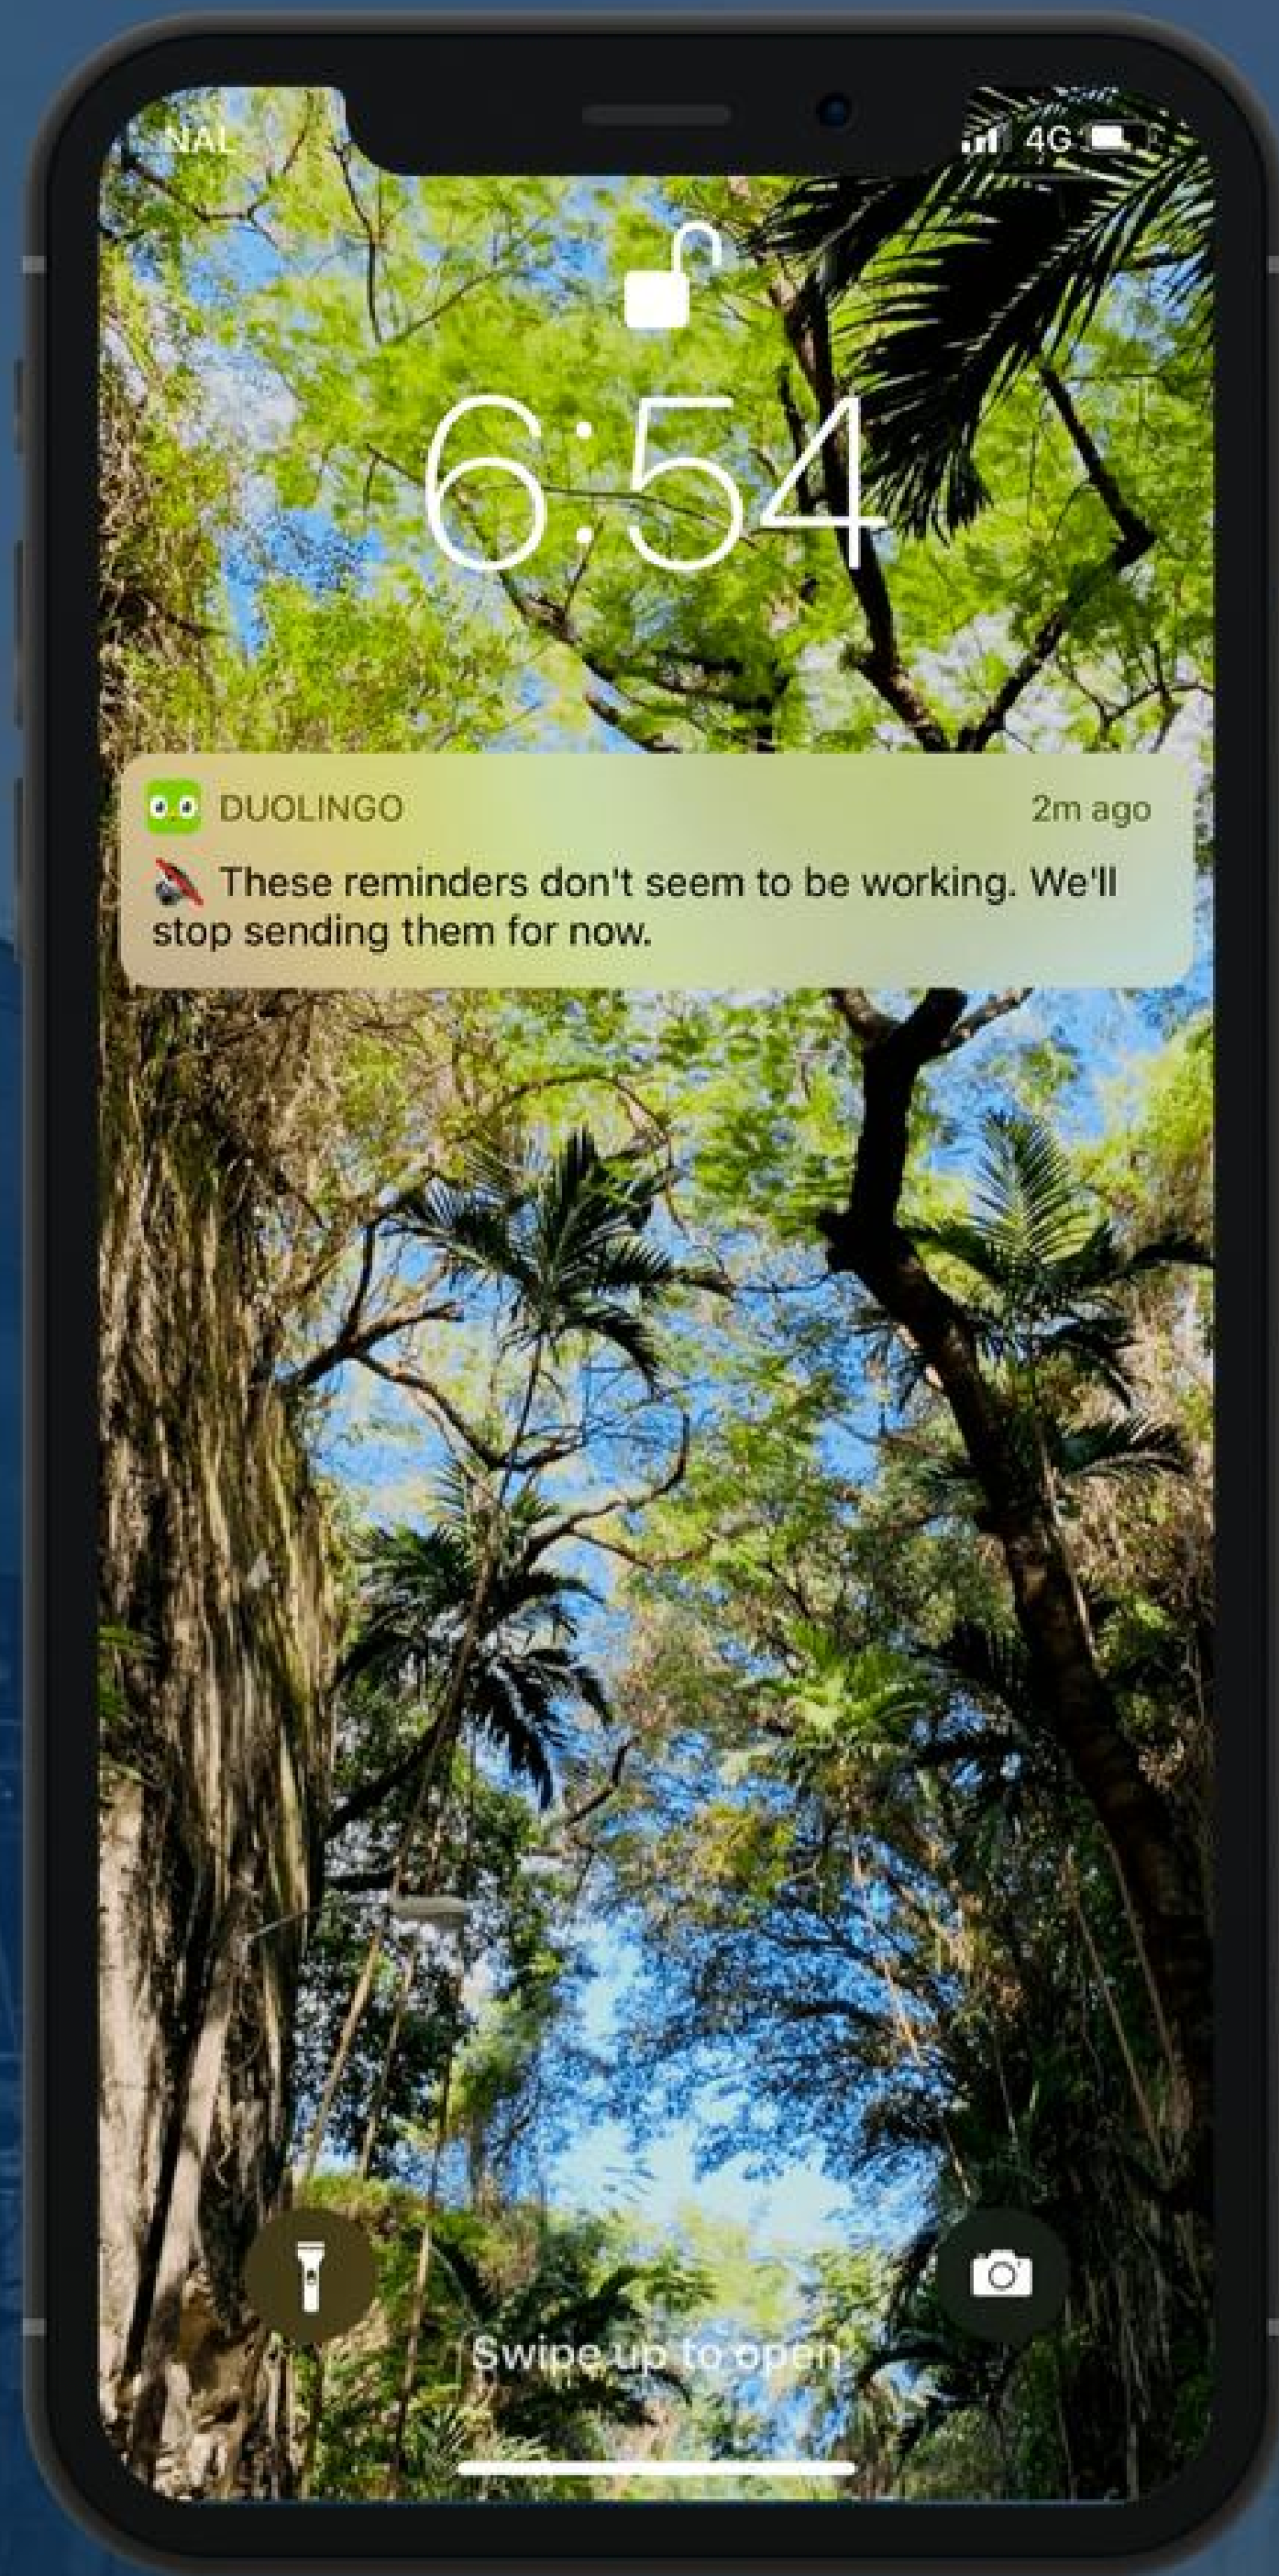 NAL
4G
6:54
DUOLINGO
2m ago
These reminders don't seem to be working. We'll
stop sending them for now.
Swipe up to open